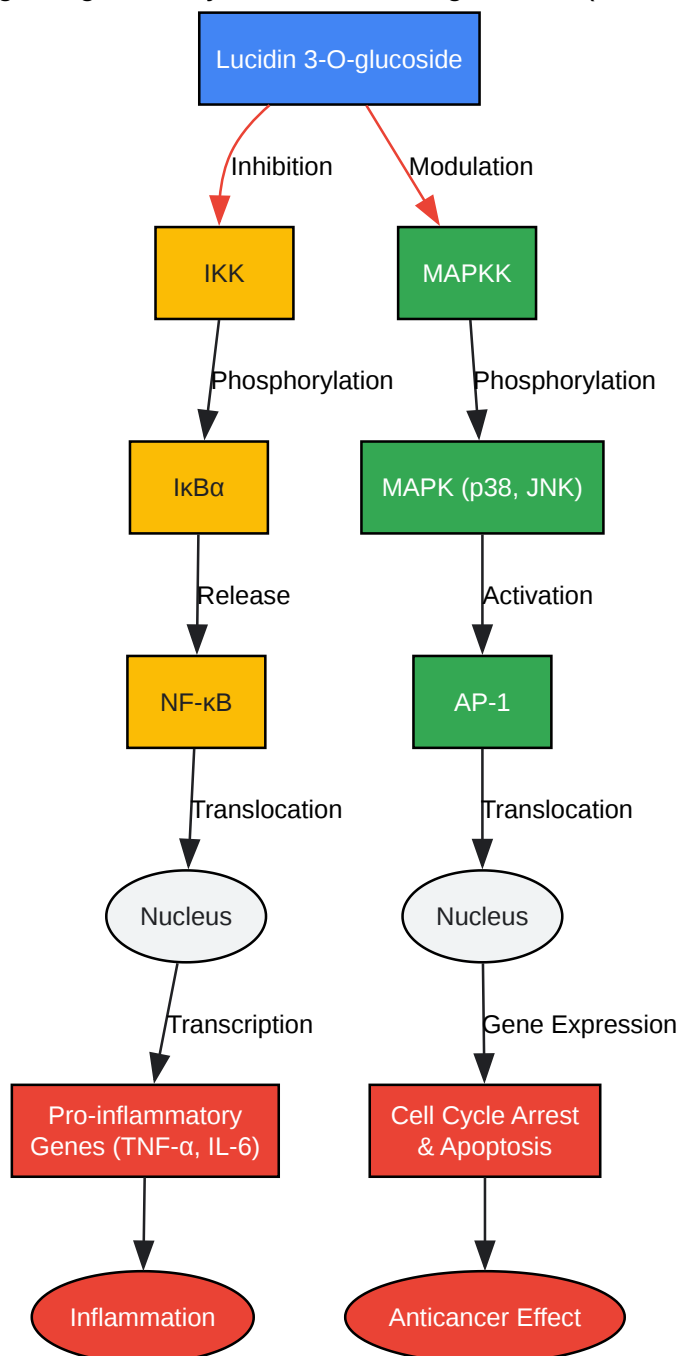 Lucidin 3-O-glucoside
Inhibition
Modulation
IKK
MAPKK
Phosphorylation
Phosphorylation
IκBα
MAPK (p38, JNK)
Release
Activation
NF-κB
AP-1
Translocation
Translocation
Nucleus
Nucleus
Transcription
Gene Expression
Pro-inflammatory
Genes (TNF-α, IL-6)
Cell Cycle Arrest
& Apoptosis
Inflammation
Anticancer Effect